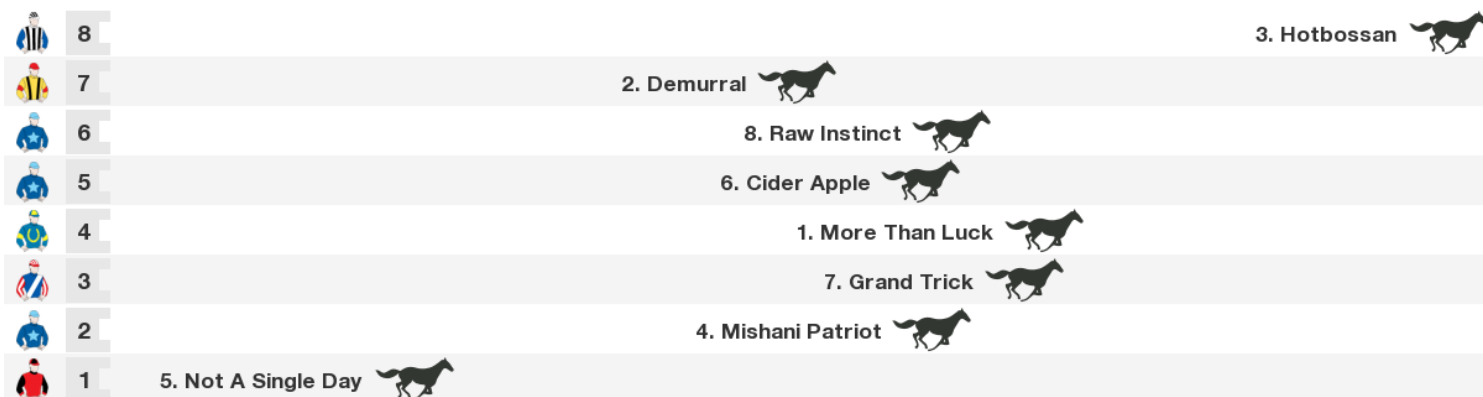 8 3. Hotbossan
7 2. Demurral
6 8. Raw Instinct
5 6. Cider Apple
4 1. More Than Luck
3 7. Grand Trick
2 4. Mishani Patriot
1 5. Not A Single Day